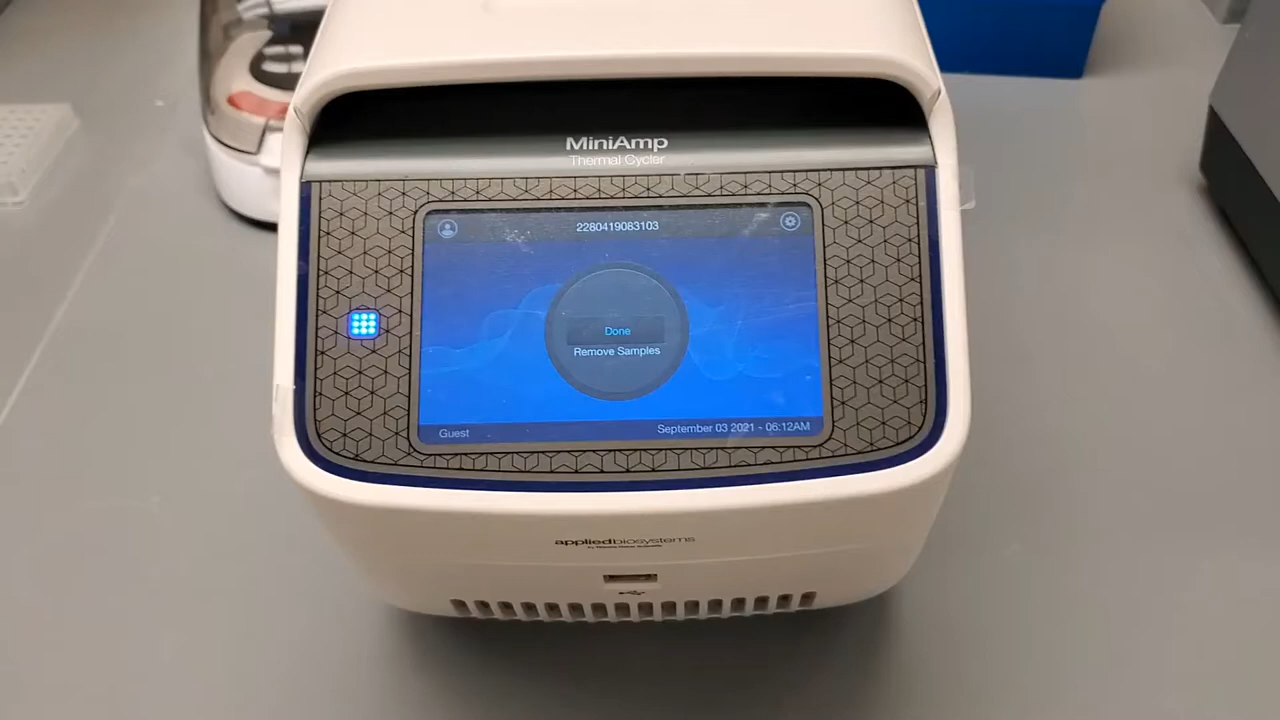 MiniAmp
Thermal Cycler
2280419083103
Done
Remove Samples
Guest
September 03 2021 - 06:12AM
appliedbiosystems